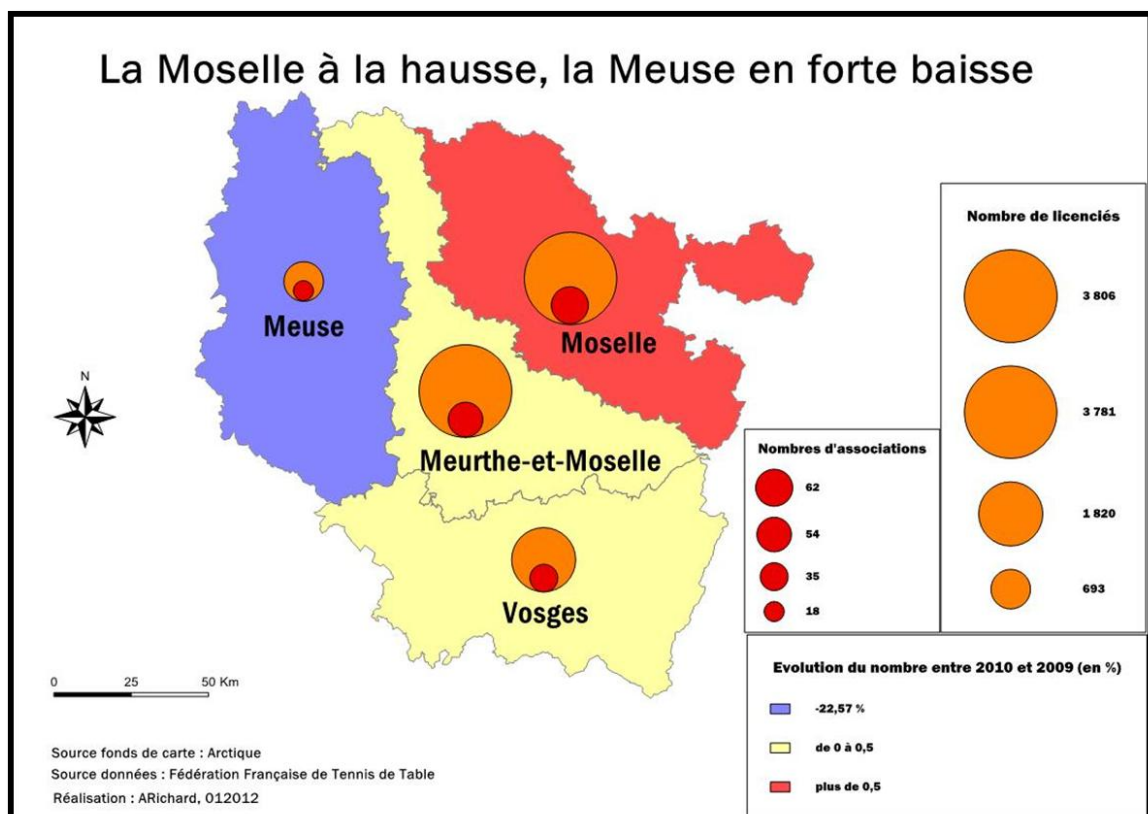 La Moselle à la hausse, la Meuse en forte baisse
Meuse
Moselle
Meurthe-et-Moselle
Vosges
N
0 25 50 Km
Source fonds de carte : Arctique
Source données : Fédération Française de Tennis de Table
Réalisation : ARichard, 012012
Nombres d'associations
62
54
35
18
Nombre de licenciés
3 806
3 781
1 820
693
Evolution du nombre entre 2010 et 2009 (en %)
-22,57 %
de 0 à 0,5
plus de 0,5